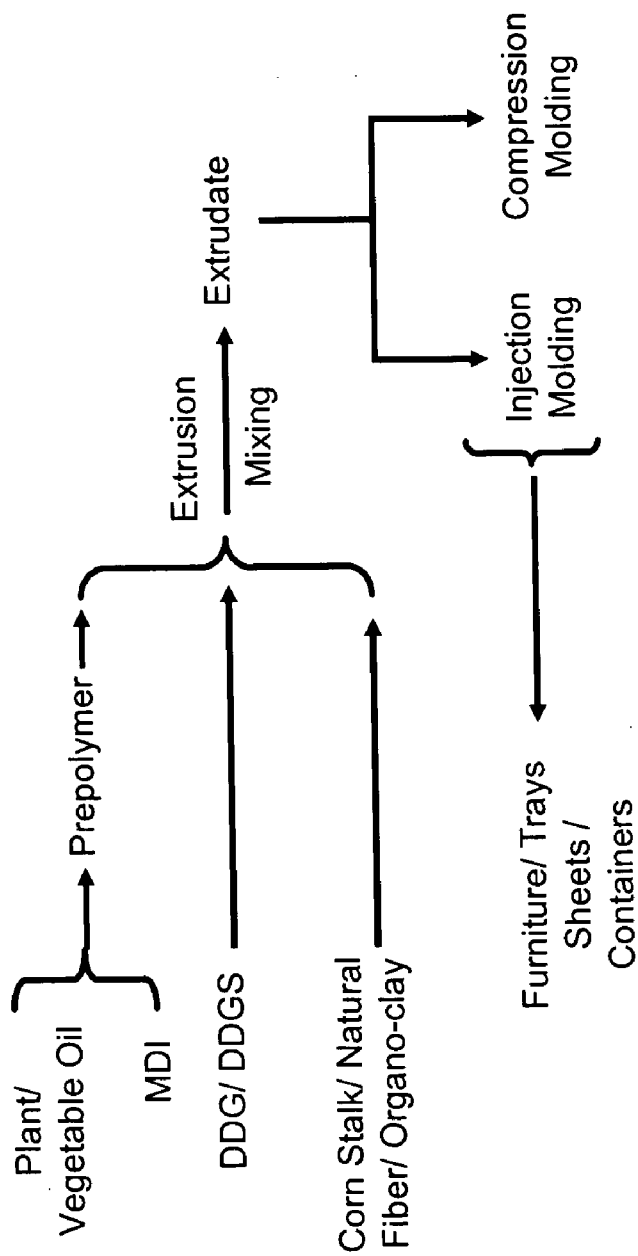 Plant/
Vegetable Oil
MDI
Prepolymer
DDG/ DDGS
Corn Stalk/ Natural
Fiber/ Organo-clay
Extrusion
Mixing
Extrudate
Injection
Molding
Compression
Molding
Furniture/ Trays
Sheets /
Containers